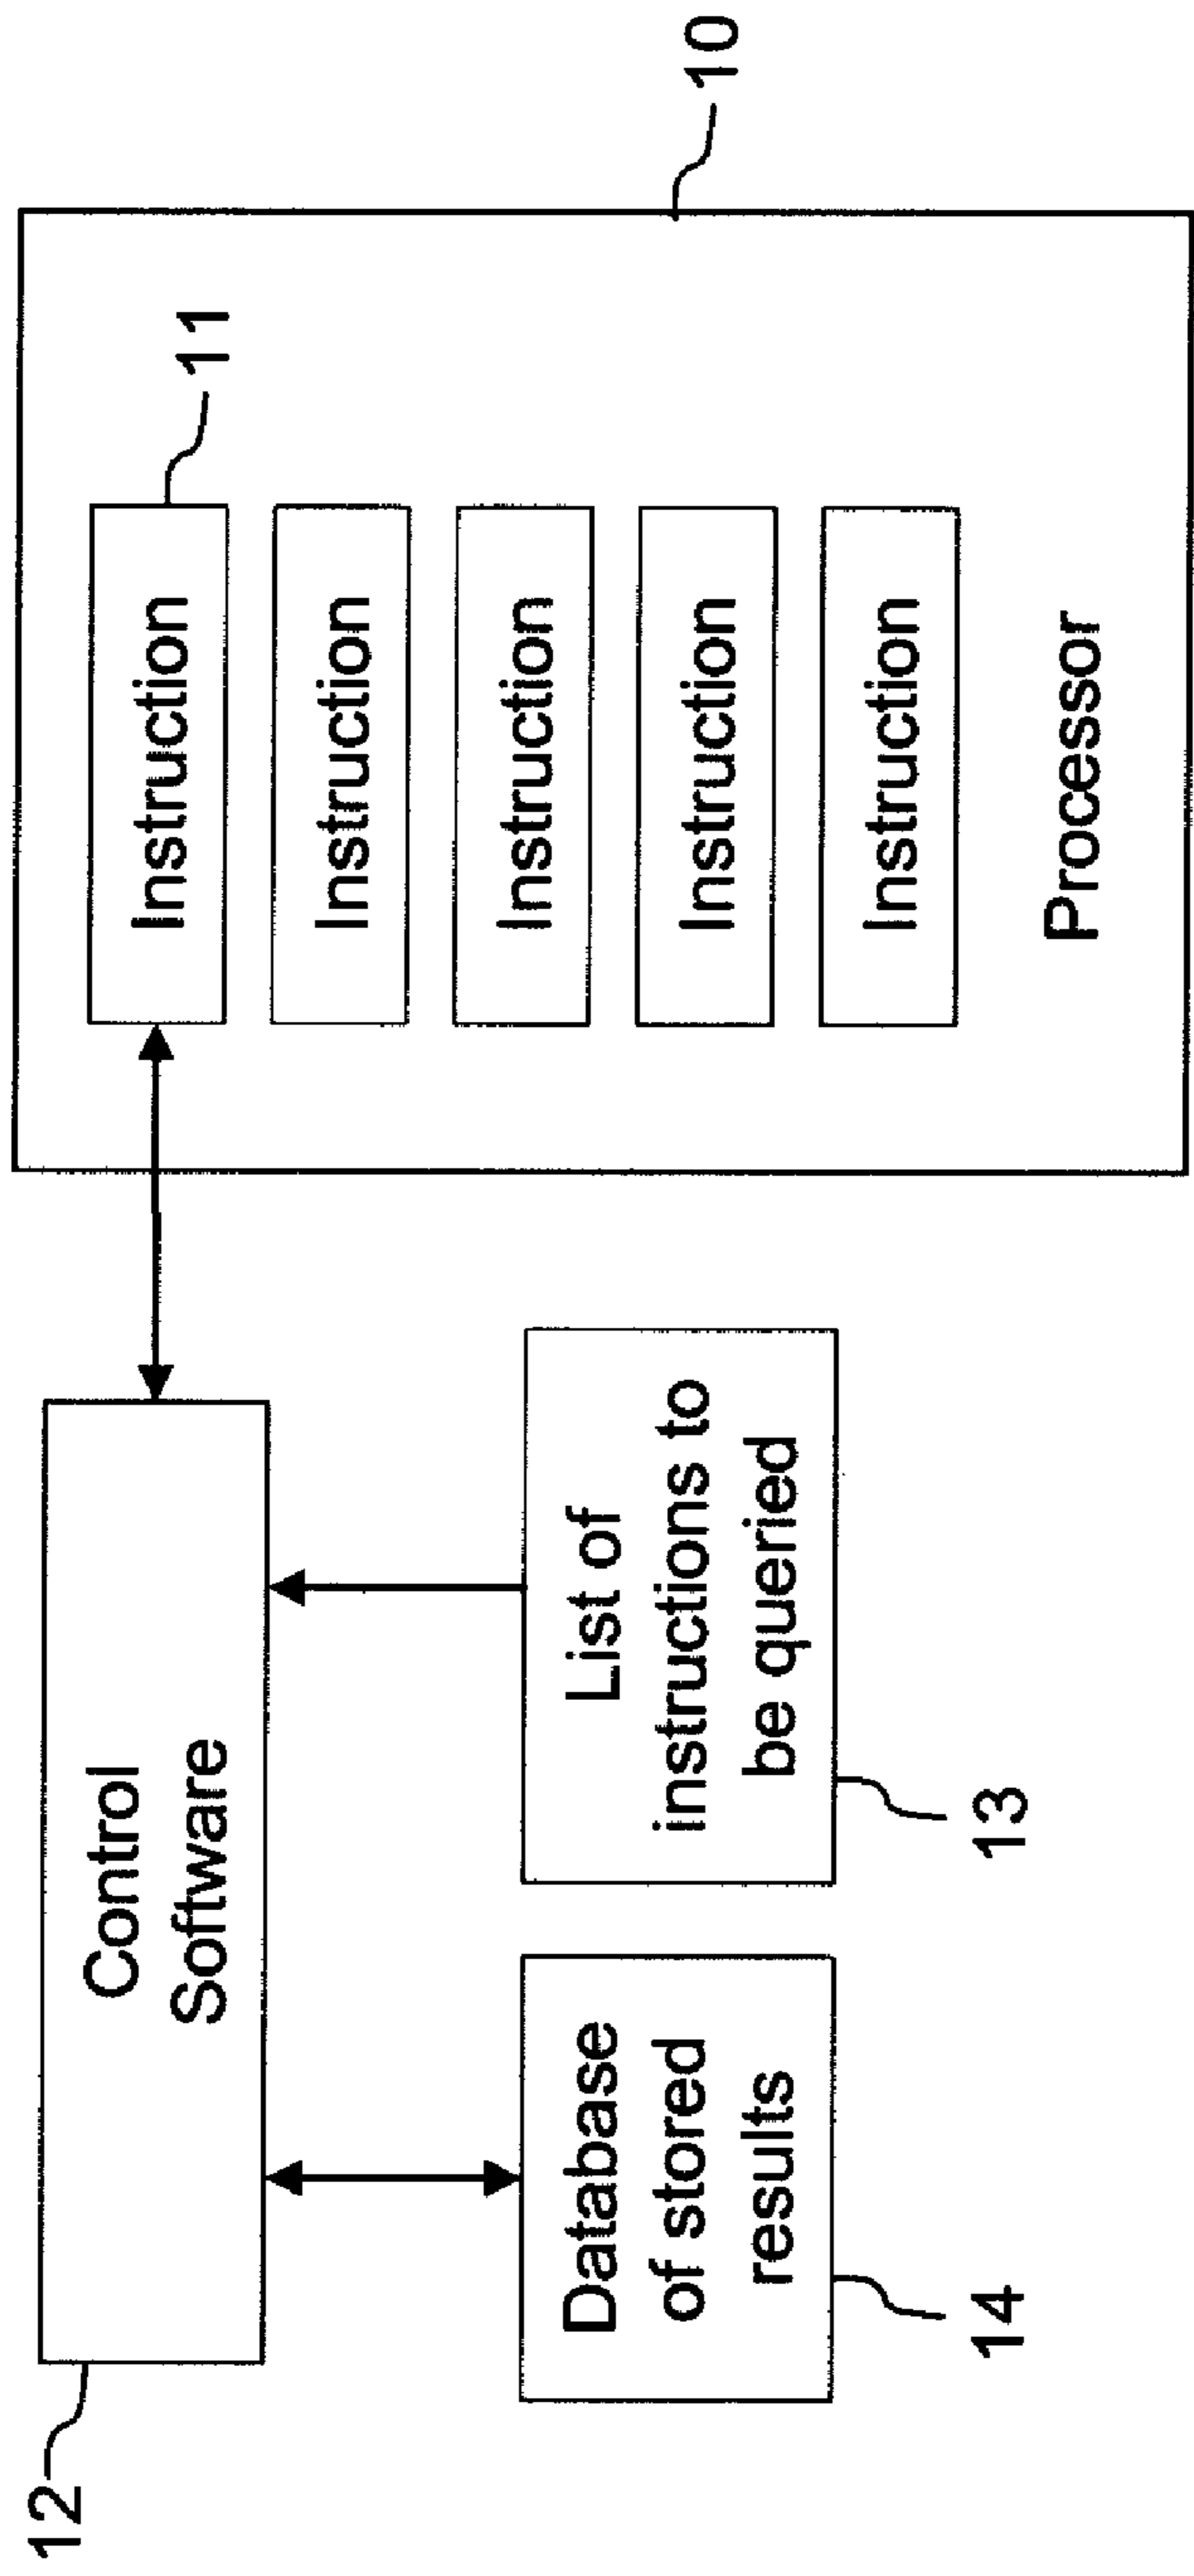 12
Control
Software
Database
of stored
results
14
List of
instructions to
be queried
13
Instruction
11
Instruction
Instruction
Instruction
Instruction
Processor
10